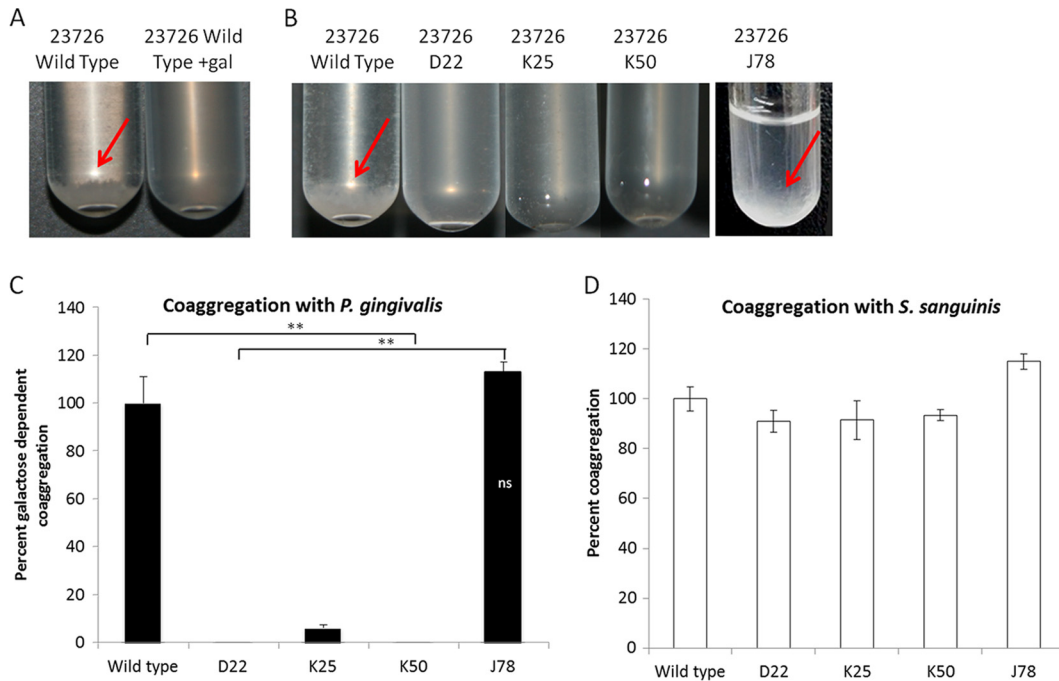 A
23726
Wild Type
23726 Wild
Type +gal
B
23726
Wild Type
23726
D22
23726
K25
23726
K50
23726
J78
C
Coaggregation with P. gingivalis
Percent galactose dependent
coaggregation
140
120
100
80
60
40
20
0
**
**
ns
Wild type
D22
K25
K50
J78
D
Coaggregation with S. sanguinis
Percent coaggregation
140
120
100
80
60
40
20
0
Wild type
D22
K25
K50
J78